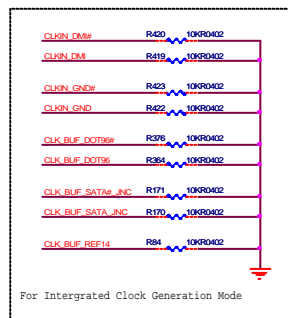 CLKIN_DMI# R420 10KR0402
CLKIN_DMI R419 10KR0402
CLKIN_GND# R423 10KR0402
CLKIN_GND R422 10KR0402
CLK_BUF_DOT96# R376 10KR0402
CLK_BUF_DOT96 R364 10KR0402
CLK_BUF_SATA#_JNC R171 10KR0402
CLK_BUF_SATA_JNC R170 10KR0402
CLK_BUF_REF14 R84 10KR0402
For Intergrated Clock Generation Mode